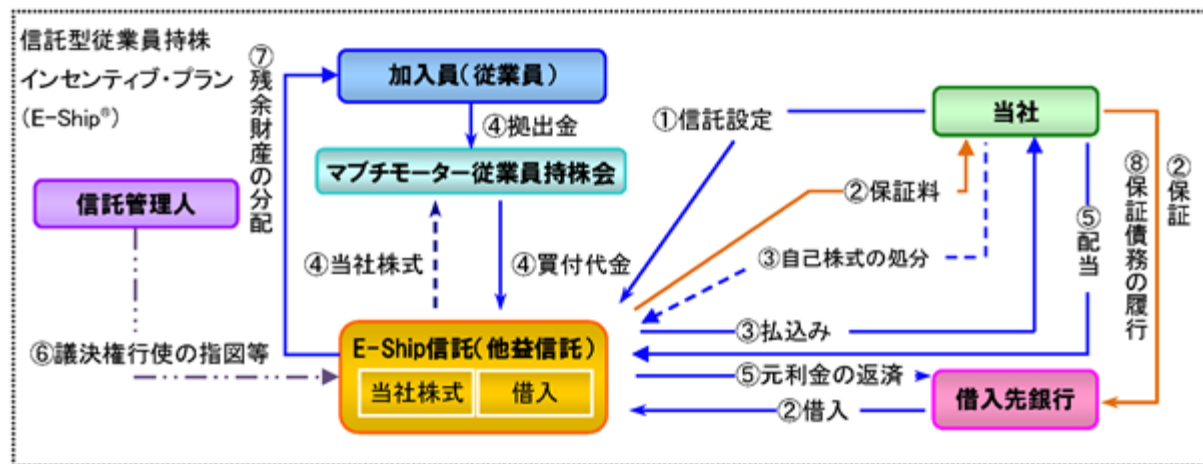 信託型従業員持株
インセンティブ・プラン
(E-Ship®)
⑦残余財産の分配
加入員(従業員)
④拠出金
マブチモーター従業員持株会
信託管理人
④当社株式
④買付代金
⑥議決権行使の指図等
E-Ship信託(他益信託)
当社株式
借入
①信託設定
当社
②保証料
③自己株式の処分
⑤配当
⑧保証債務の履行
②保証
③払込み
⑤元利金の返済
②借入
借入先銀行